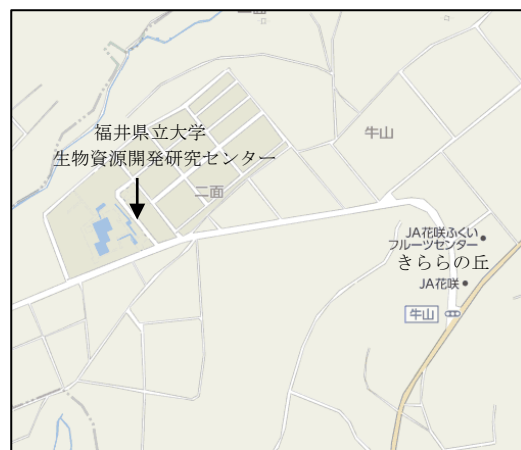 福井県立大学
生物資源開発研究センター
牛山
二面
JA花咲ふくい
フルーツセンター
きららの丘
JA花咲
牛山